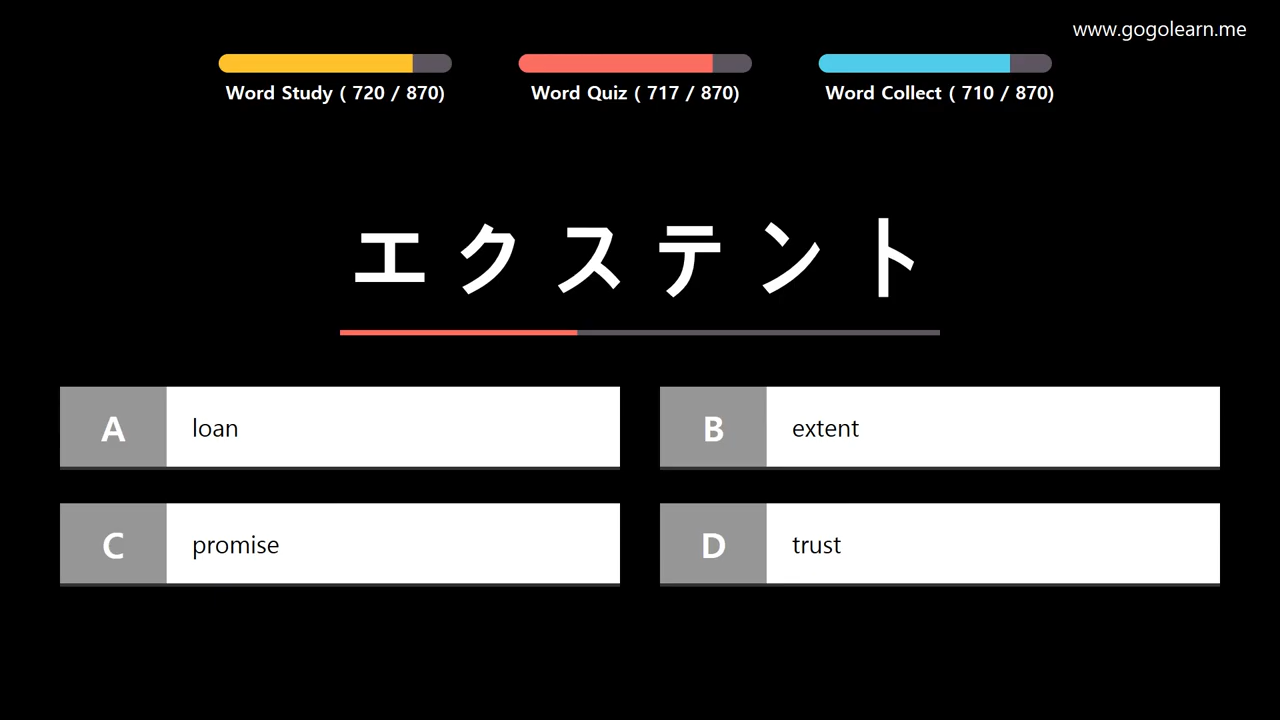 www.gogolearn.me
Word Study ( 720 / 870)
Word Quiz ( 717 / 870)
Word Collect ( 710 / 870)
エクステント
A loan
B extent
C promise
D trust